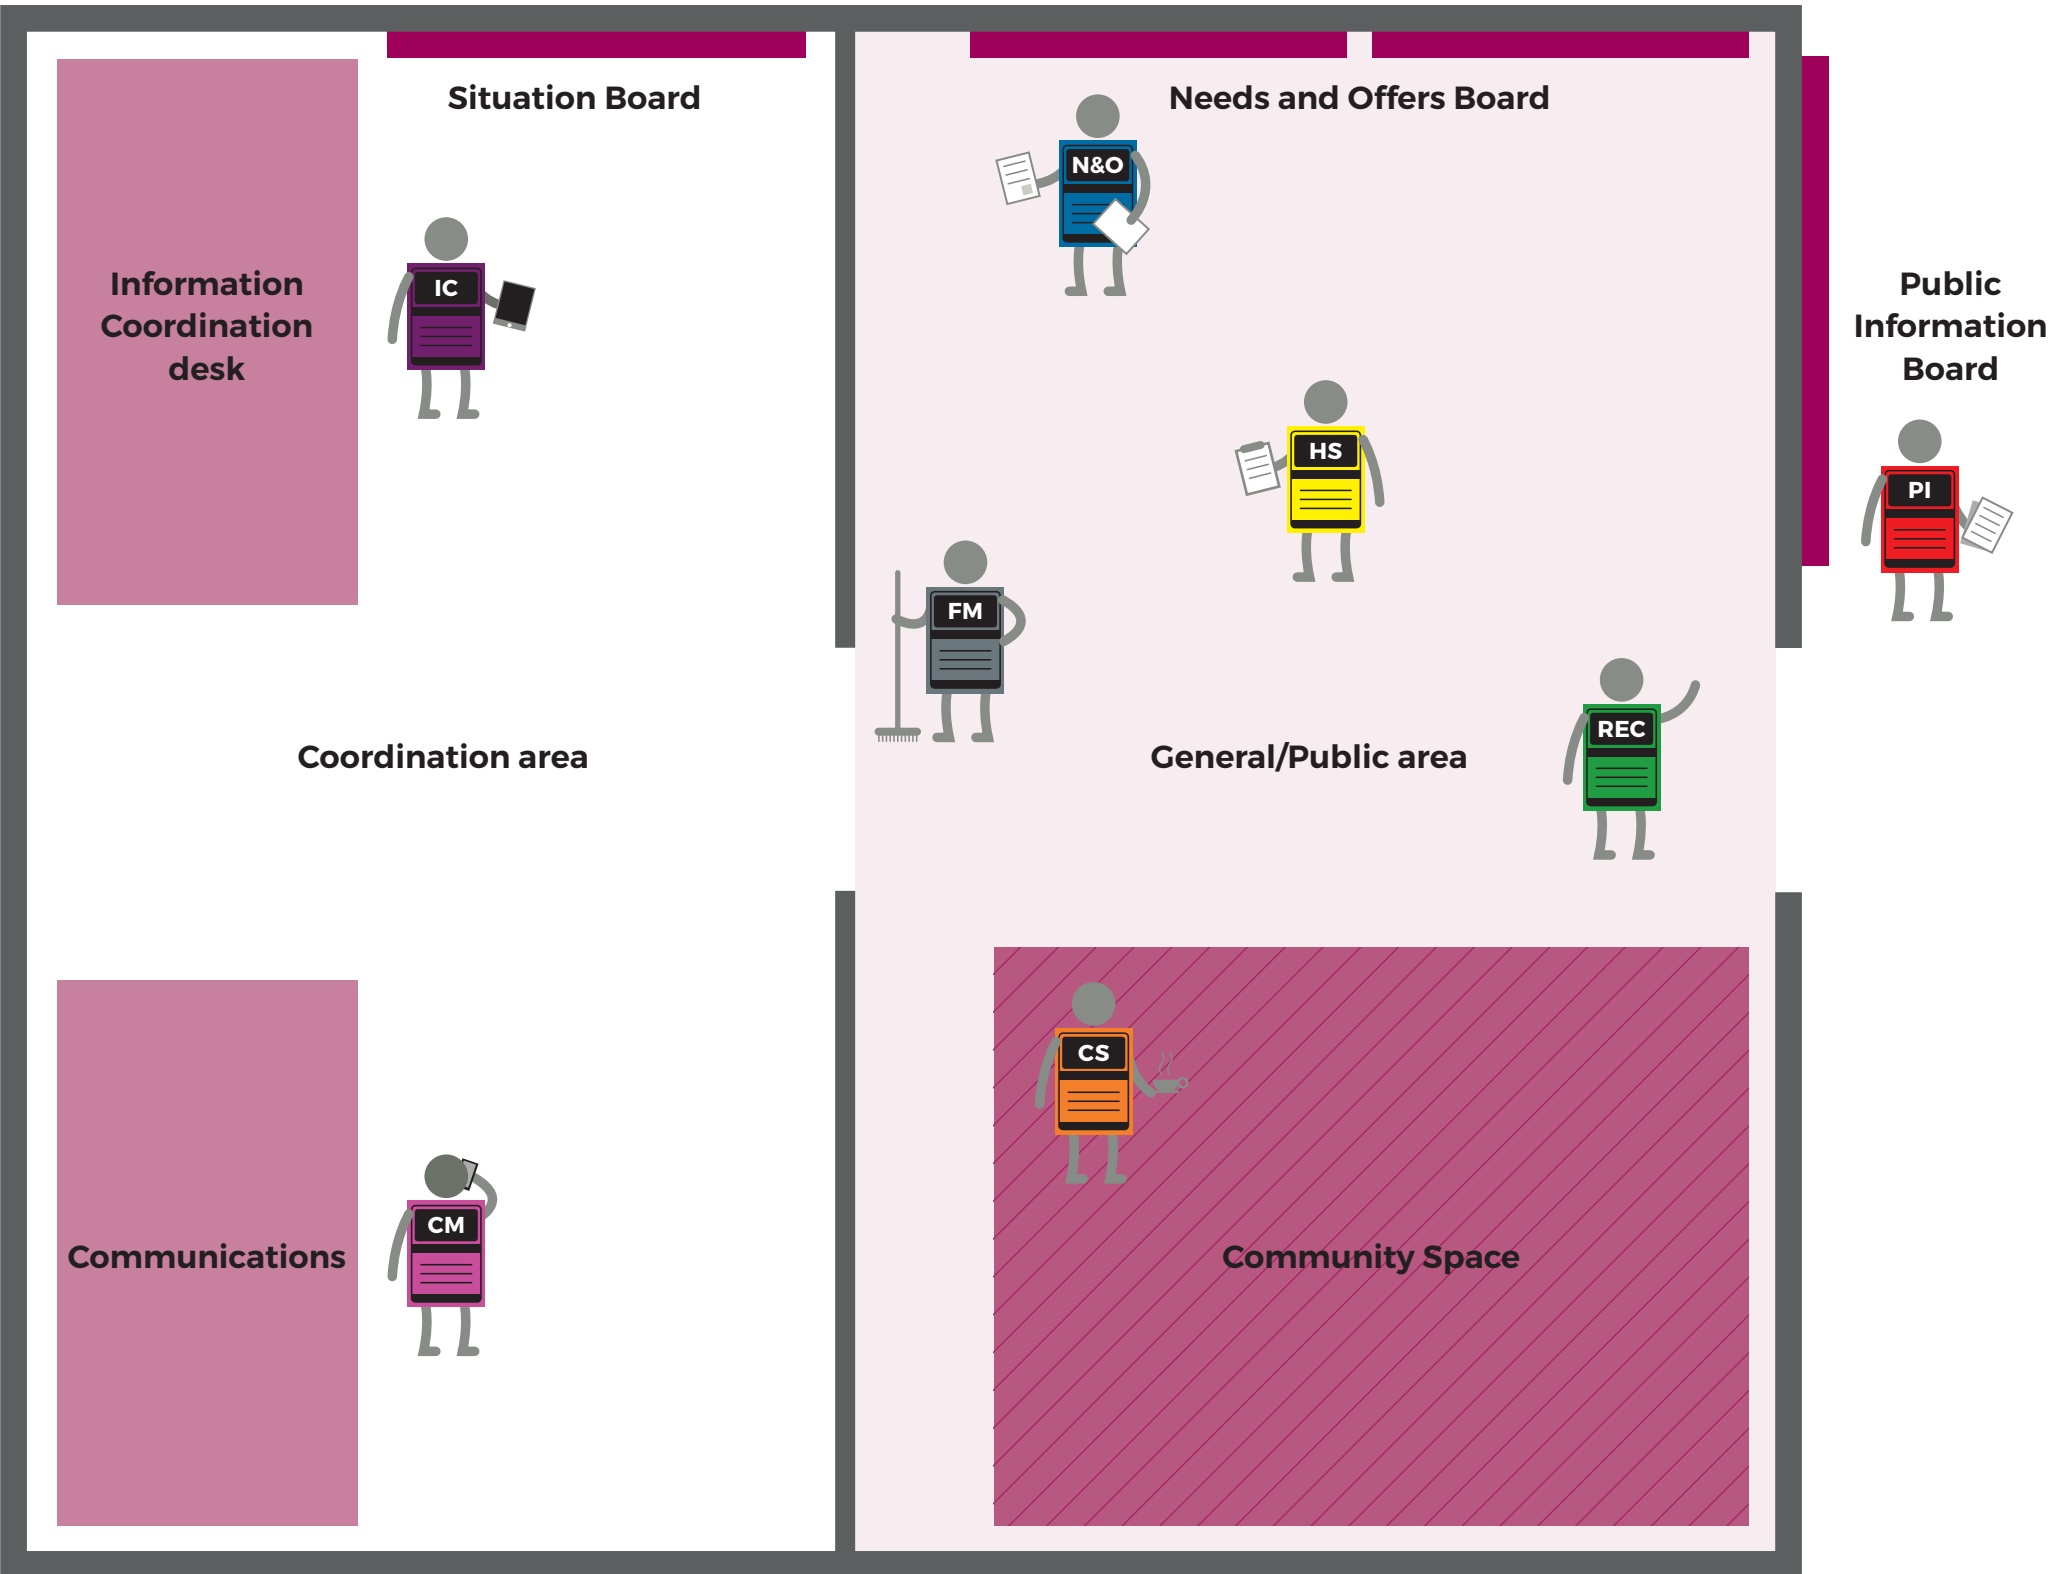 Situation Board
Needs and Offers Board
N&O
Information
Coordination
desk
IC
Public
Information
Board
HS
PI
FM
REC
Coordination area
General/Public area
CS
CM
Communications
Community Space